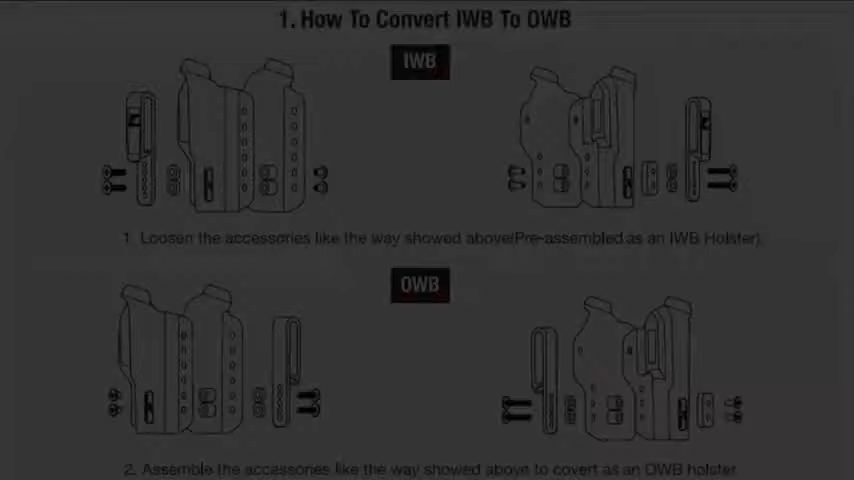 1. How To Convert IWB To OWB
IWB
1. Loosen the accessories like the way showed above(Pre-assembled as an IWB Holster).
OWB
2. Assemble the accessories like the way showed above to covert as an OWB holster.